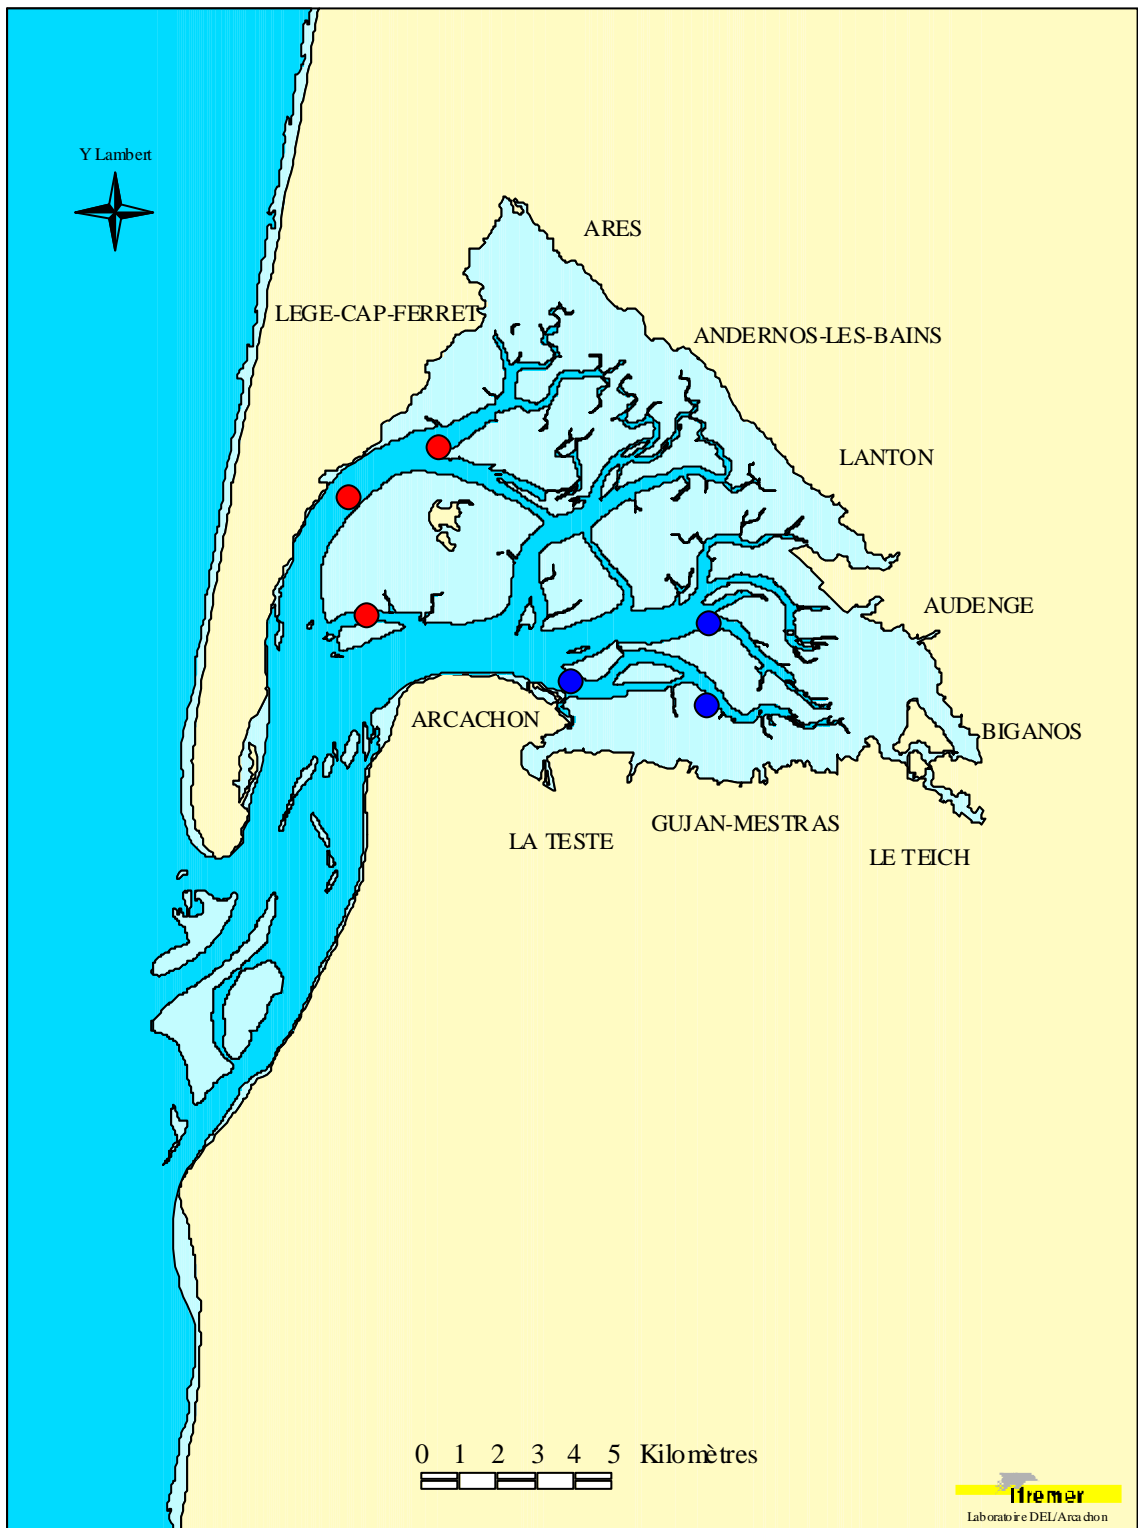 Y Lambert
ARES
LEGE-CAP-FERRET
ANDERNOS-LES-BAINS
LANTON
AUDENGE
ARCACHON
BIGANOS
GUJAN-MESTRAS
LA TESTE
LE TEICH
0 1 2 3 4 5 Kilomètres
Ifremer
Laboratoire DEL/Arcachon